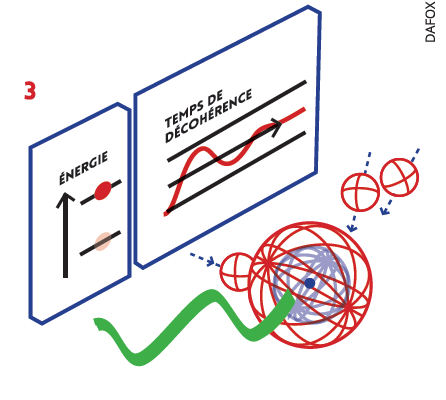 DAFOX
3
TEMPS DE
DÉCOHÉRENCE
ÉNERGIE